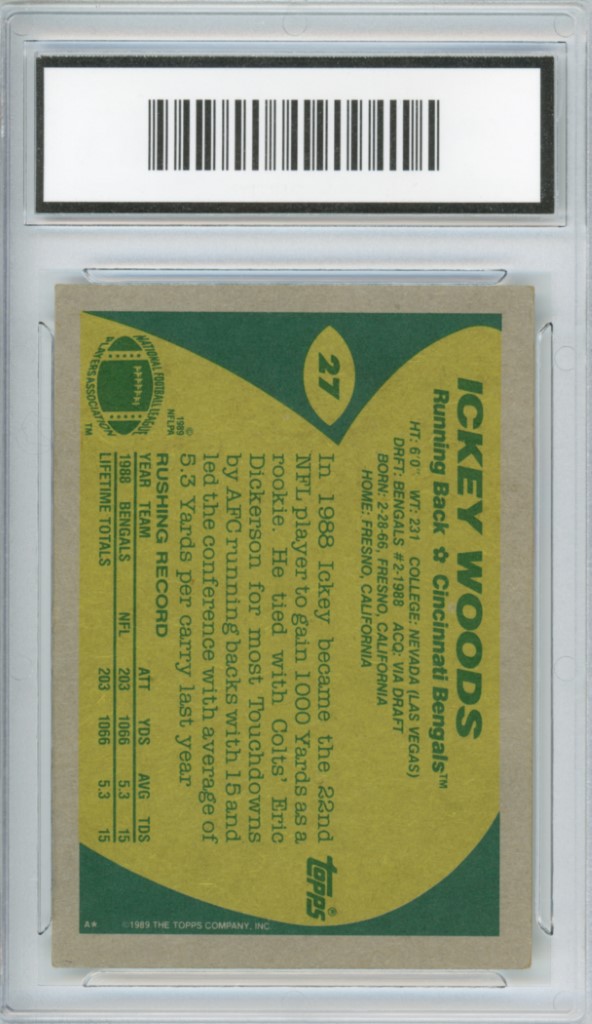 27
ICKEY WOODS
Running Back ✿ Cincinnati Bengals™
HT: 6'0" WT: 231 COLLEGE: NEVADA (LAS VEGAS)
DRFT: BENGALS #2-1988 ACQ: VIA DRAFT
BORN: 2-28-66, FRESNO, CALIFORNIA
HOME: FRESNO, CALIFORNIA
In 1988 Ickey became the 22nd
NFL player to gain 1000 Yards as a
rookie. He tied with Colts' Eric
Dickerson for most Touchdowns
by AFC running backs with 15 and
led the conference with average of
5.3 Yards per carry last year
topps®
NATIONAL FOOTBALL LEAGUE
PLAYERS ASSOCIATION
™
©
1989
NFLPA
RUSHING RECORD
YEAR TEAM ATT YDS AVG TDS
1988 BENGALS NFL 203 1066 5.3 15
LIFETIME TOTALS 203 1066 5.3 15
A* ©1989 THE TOPPS COMPANY, INC.